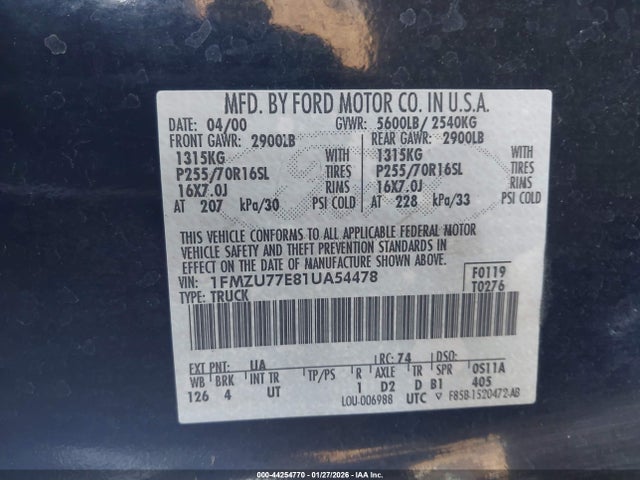 MFD. BY FORD MOTOR CO. IN U.S.A.
DATE: 04/00 GVWR: 5600LB/ 2540KG
FRONT GAWR: 2900LB REAR GAWR: 2900LB
1315KG WITH 1315KG WITH
P255/70R16SL TIRES P255/70R16SL TIRES
16X7.0J RIMS 16X7.0J RIMS
AT 207 kPa/30 PSI COLD AT 228 kPa/33 PSI COLD
THIS VEHICLE CONFORMS TO ALL APPLICABLE FEDERAL MOTOR
VEHICLE SAFETY AND THEFT PREVENTION STANDARDS IN
EFFECT ON THE DATE OF MANUFACTURE SHOWN ABOVE.
VIN: 1FMZU77E81UA54478 F0119
TYPE: TRUCK T0276
EXT PNT: UA RC: 74 DSO:
WB BRK INT TR TP/PS R AXLE TR SPR 0S11A
126 4 UT 1 D2 D B1 405
LOU-006988 UTC ▽ F85B-1520472-AB
000-44254770 - 01/27/2026 - IAAI.COM